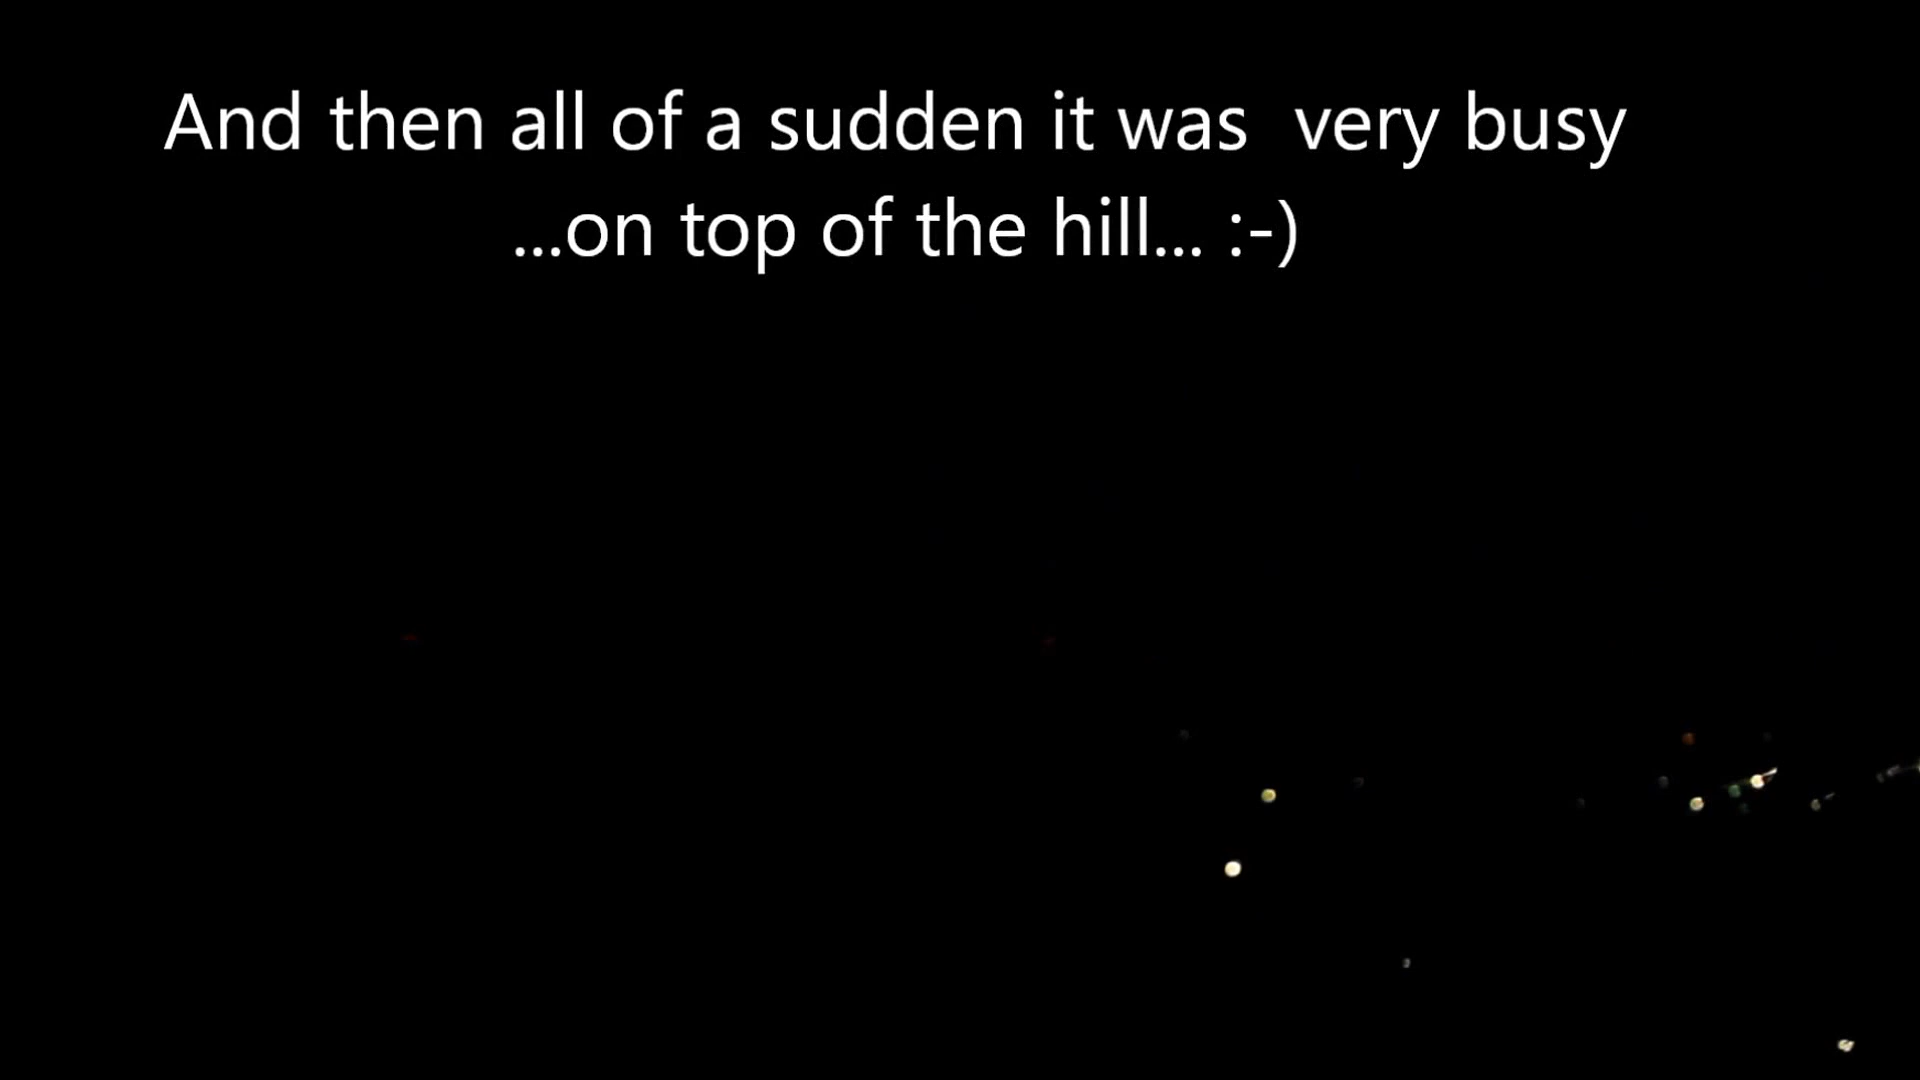 And then all of a sudden it was  very busy
...on top of the hill... :-)